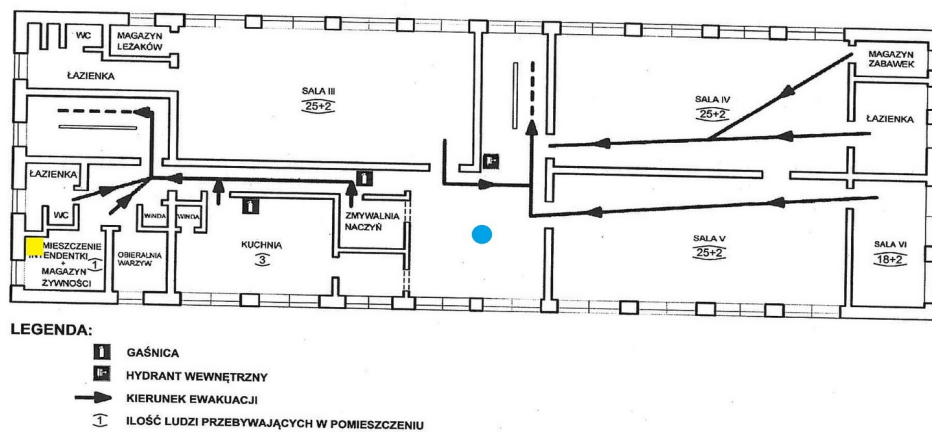 WC
MAGAZYN
LEŻAKÓW
ŁAZIENKA
SALA III
25+2
SALA IV
25+2
MAGAZYN
ZABAWEK
ŁAZIENKA
ŁAZIENKA
WC
WINDA
WINDA
ZMYWALNIA
NACZYŃ
KUCHNIA
3
OBIERALNIA
WARZYW
MIESZCZENIE
INTENDENTKI
+
MAGAZYN
ŻYWNOŚCI
1
SALA V
25+2
SALA VI
18+2
LEGENDA:
GAŚNICA
HYDRANT WEWNĘTRZNY
KIERUNEK EWAKUACJI
1 ILOŚĆ LUDZI PRZEBYWAJĄCYCH W POMIESZCZENIU